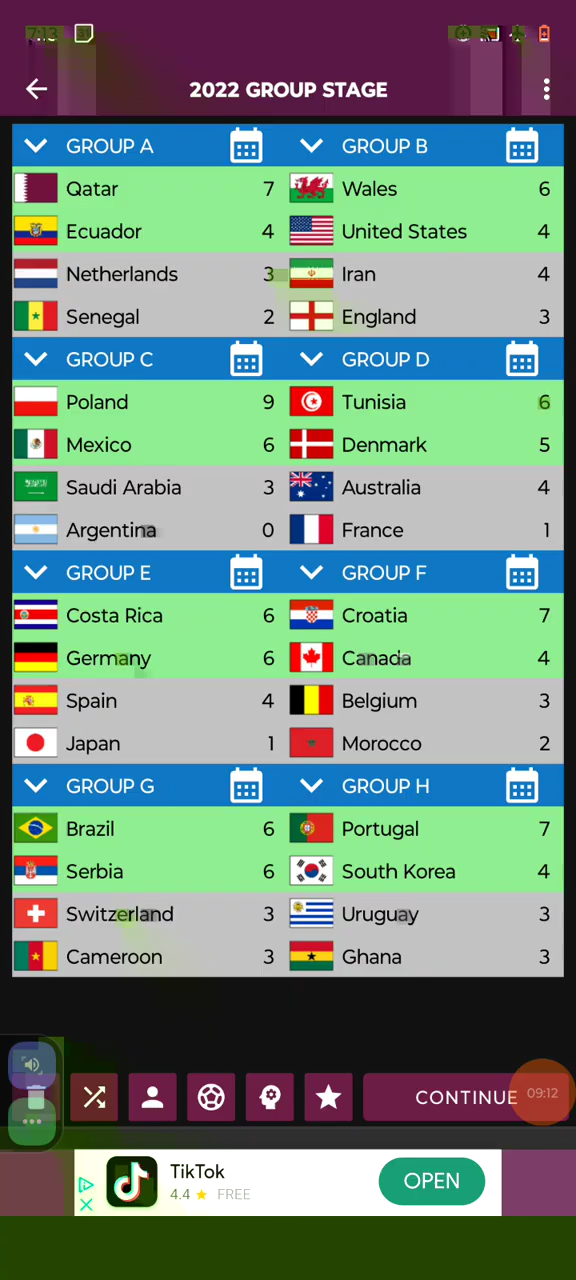 7:13
2022 GROUP STAGE
GROUP A
Qatar 7
Ecuador 4
Netherlands 3
Senegal 2
GROUP B
Wales 6
United States 4
Iran 4
England 3
GROUP C
Poland 9
Mexico 6
Saudi Arabia 3
Argentina 0
GROUP D
Tunisia 6
Denmark 5
Australia 4
France 1
GROUP E
Costa Rica 6
Germany 6
Spain 4
Japan 1
GROUP F
Croatia 7
Canada 4
Belgium 3
Morocco 2
GROUP G
Brazil 6
Serbia 6
Switzerland 3
Cameroon 3
GROUP H
Portugal 7
South Korea 4
Uruguay 3
Ghana 3
CONTINUE
09:12
TikTok
4.4 ★ FREE
OPEN